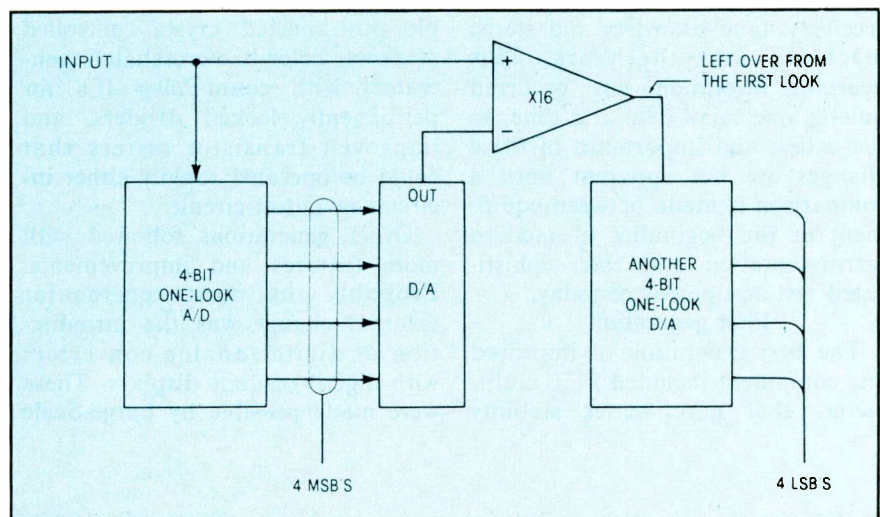 INPUT
+
X16
−
LEFT OVER FROM
THE FIRST LOOK
4-BIT
ONE-LOOK
A/D
OUT
D/A
ANOTHER
4-BIT
ONE-LOOK
D/A
4 MSB'S
4 LSB'S